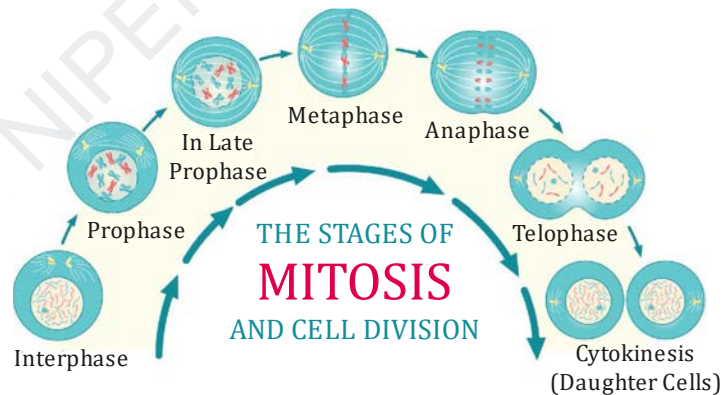 Interphase
Prophase
In Late
Prophase
Metaphase
Anaphase
Telophase
Cytokinesis
(Daughter Cells)
THE STAGES OF
MITOSIS
AND CELL DIVISION